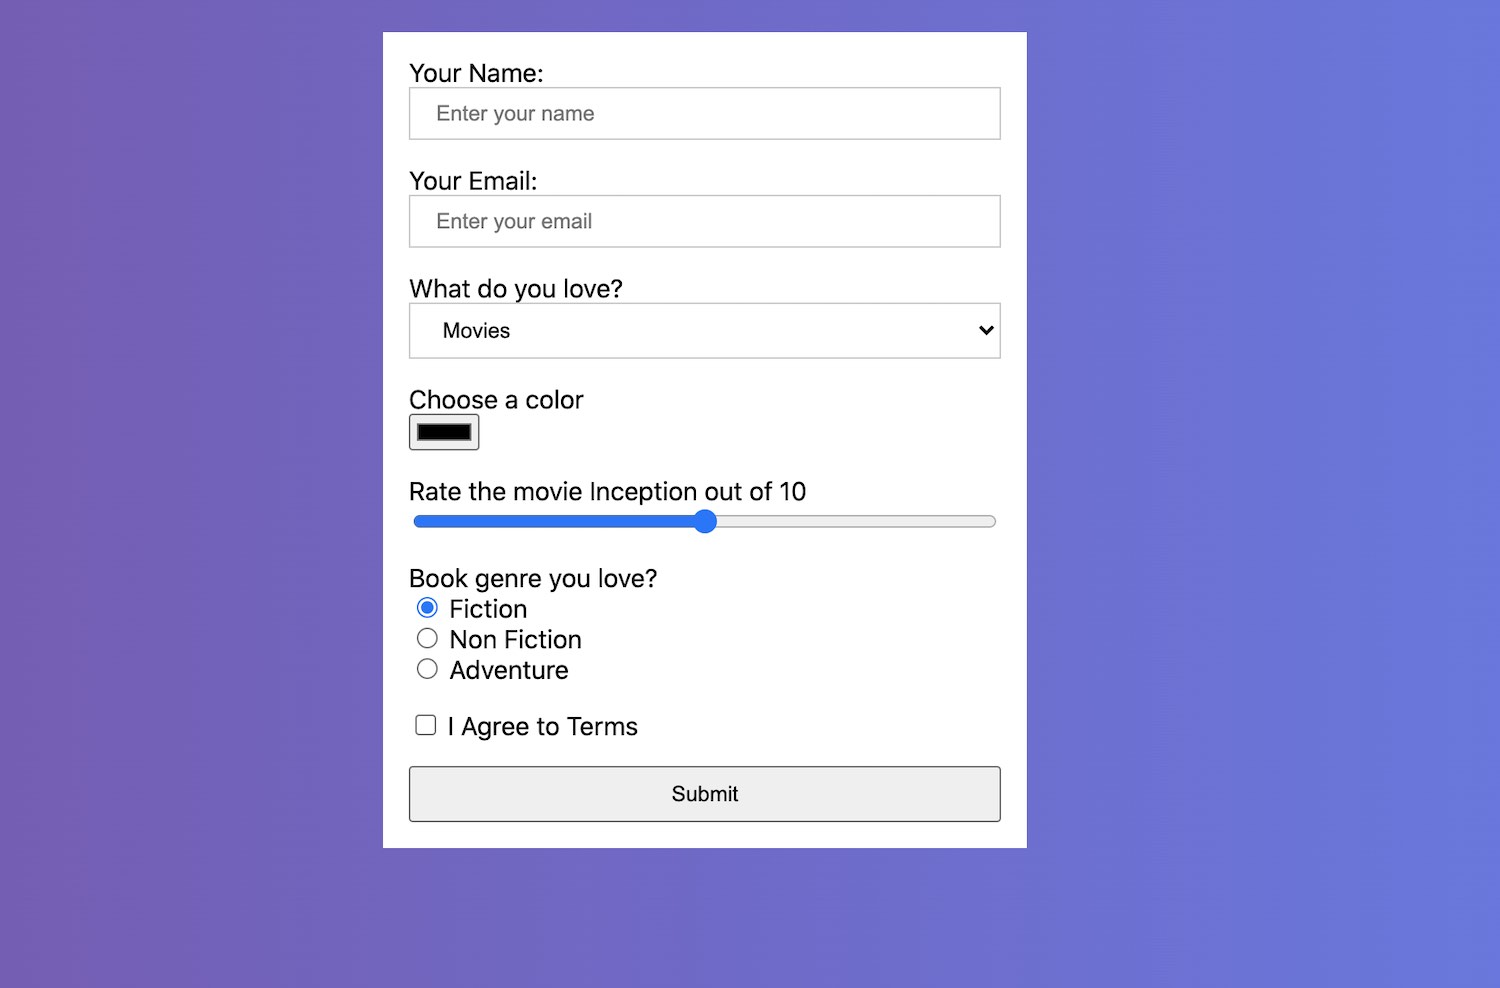 Your Name:
Enter your name
Your Email:
Enter your email
What do you love?
Movies
Choose a color
Rate the movie Inception out of 10
Book genre you love?
Fiction
Non Fiction
Adventure
I Agree to Terms
Submit